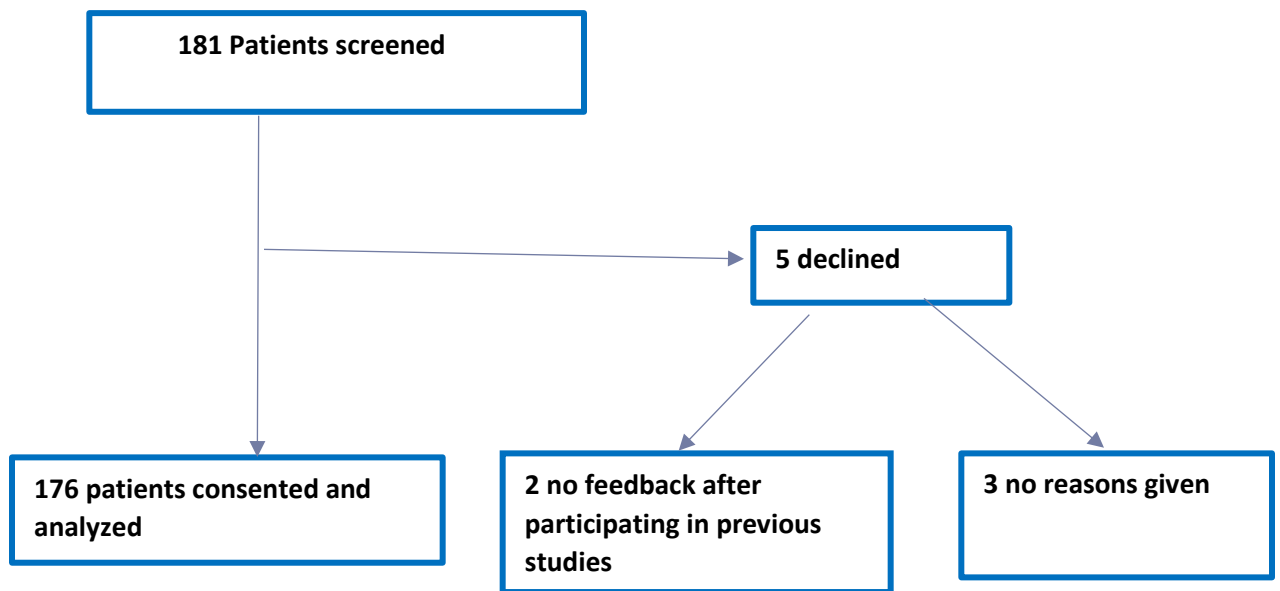 181 Patients screened
5 declined
176 patients consented and
analyzed
2 no feedback after
participating in previous
studies
3 no reasons given